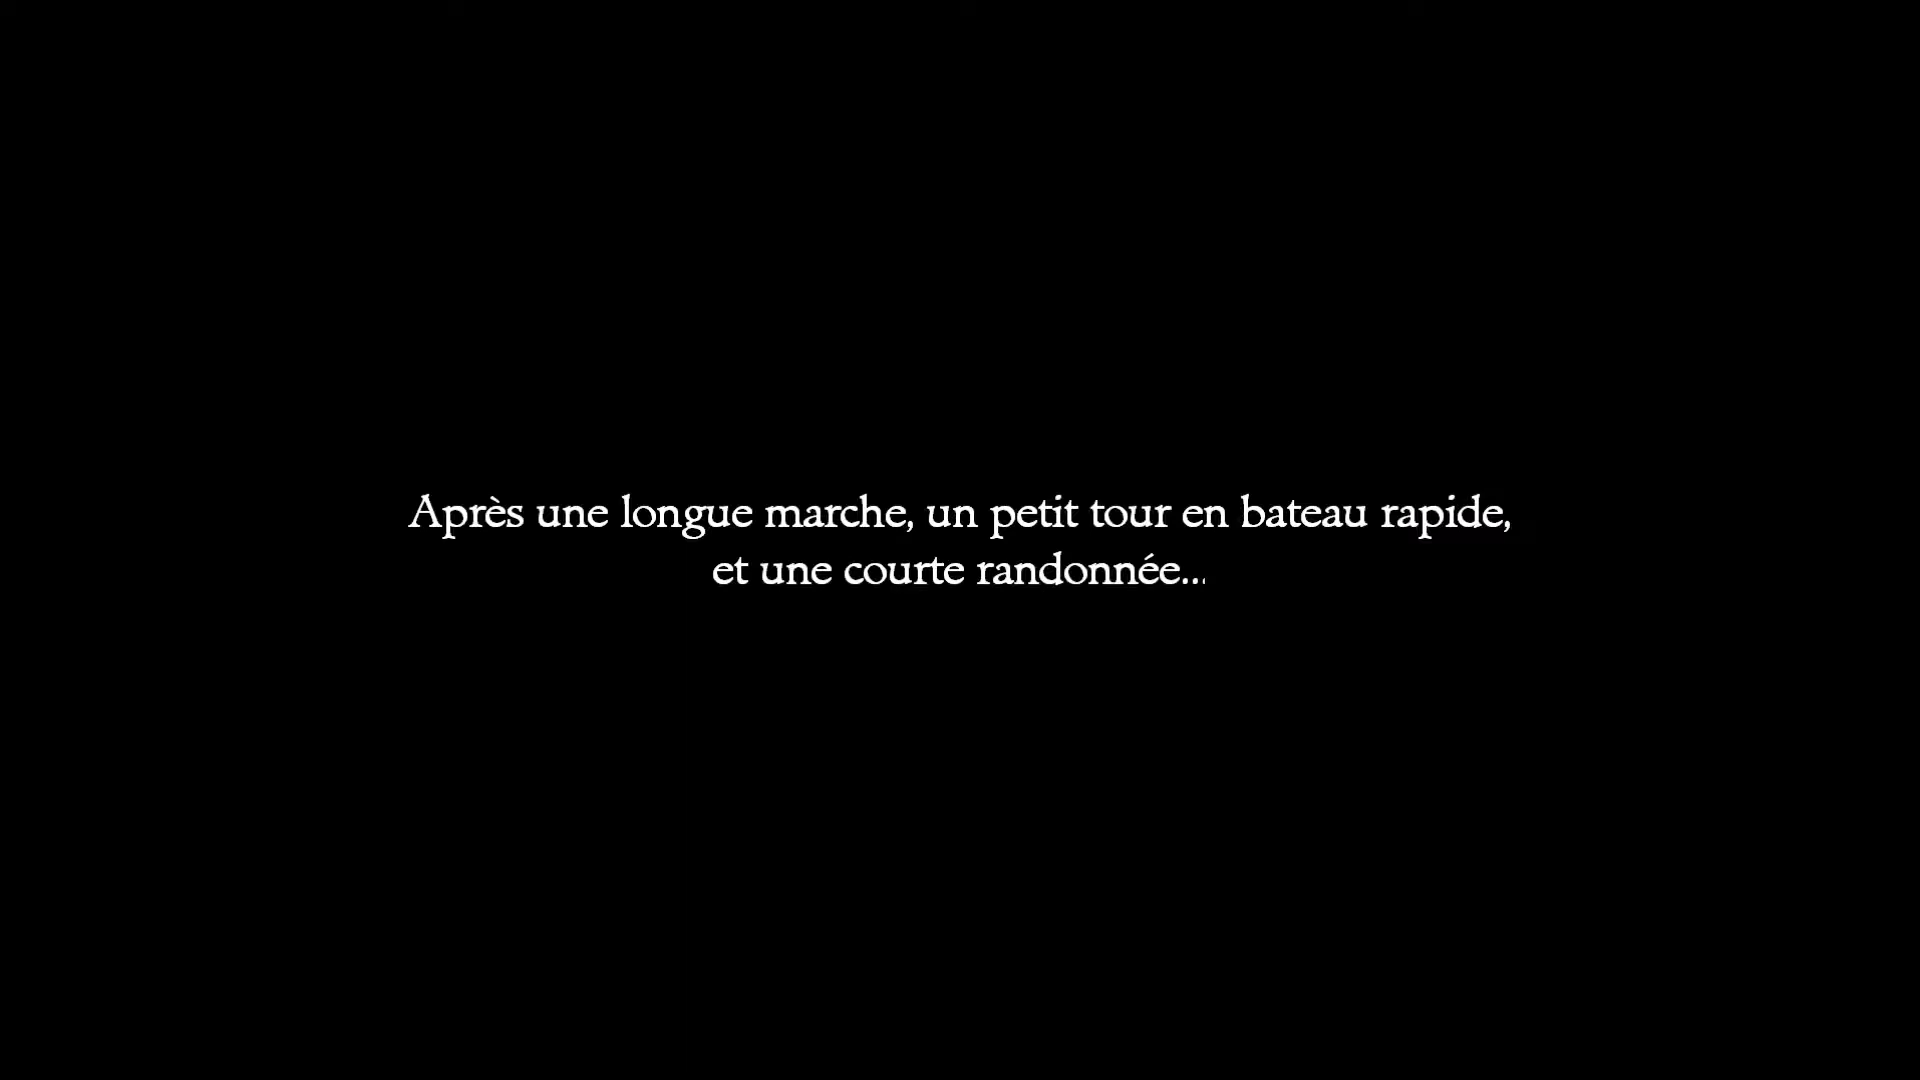 Après une longue marche, un petit tour en bateau rapide,
et une courte randonnée...